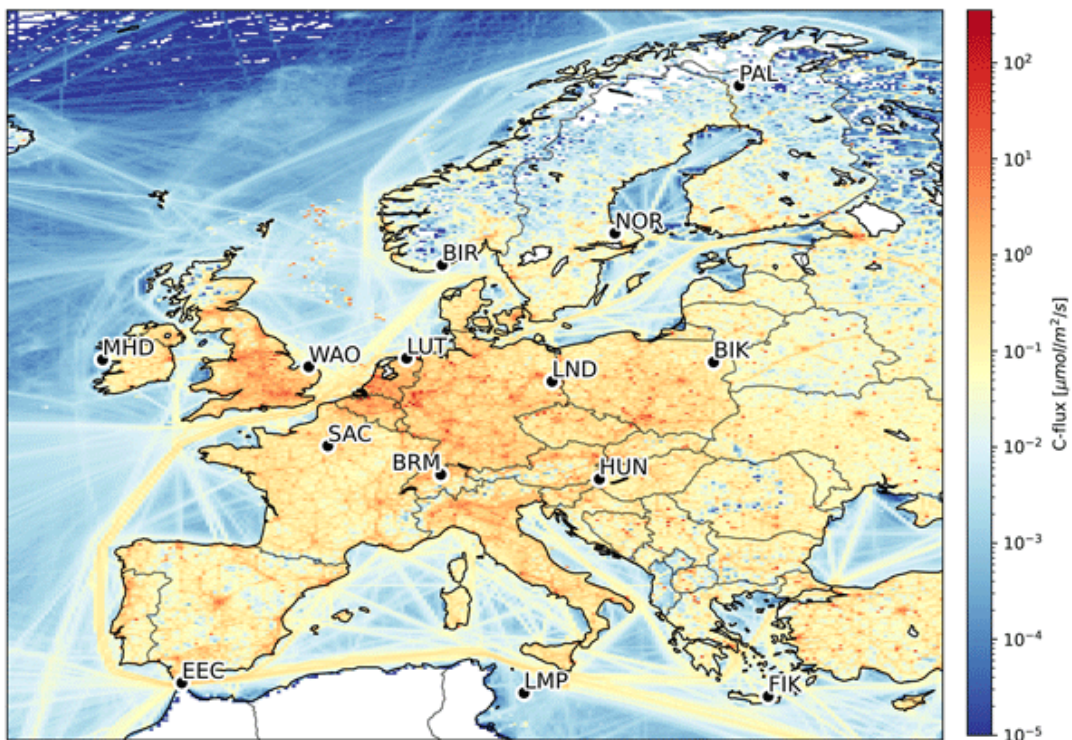 PAL
NOR
BIR
MHD
WAO
LUT
LND
BIK
SAC
BRM
HUN
EEC
LMP
FIK
10²
10¹
10⁰
10⁻¹
10⁻²
10⁻³
10⁻⁴
10⁻⁵
C-flux [μmol/m²/s]